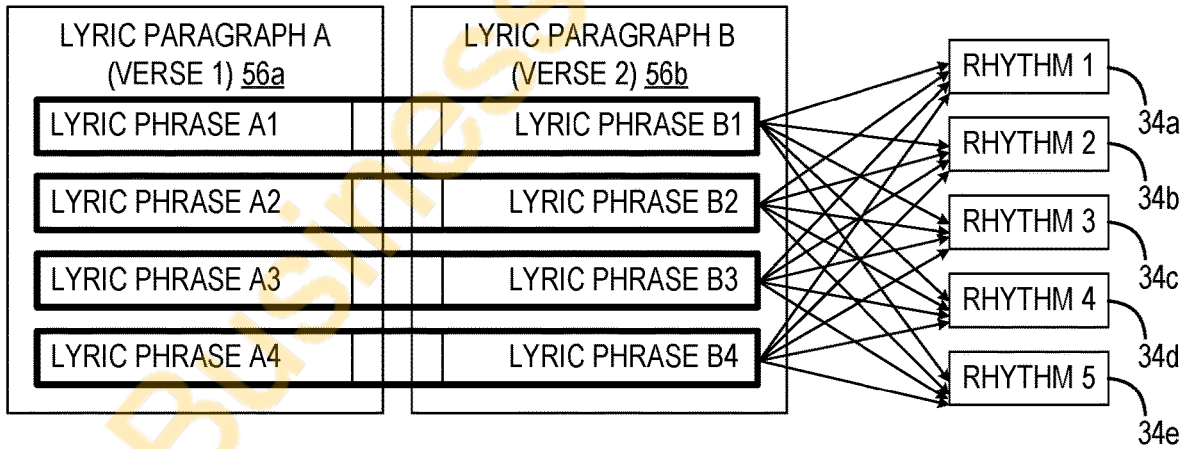 LYRIC PARAGRAPH A
(VERSE 1) 56a
LYRIC PHRASE A1
LYRIC PHRASE A2
LYRIC PHRASE A3
LYRIC PHRASE A4
LYRIC PARAGRAPH B
(VERSE 2) 56b
LYRIC PHRASE B1
LYRIC PHRASE B2
LYRIC PHRASE B3
LYRIC PHRASE B4
RHYTHM 1
34a
RHYTHM 2
34b
RHYTHM 3
34c
RHYTHM 4
34d
RHYTHM 5
34e
Business